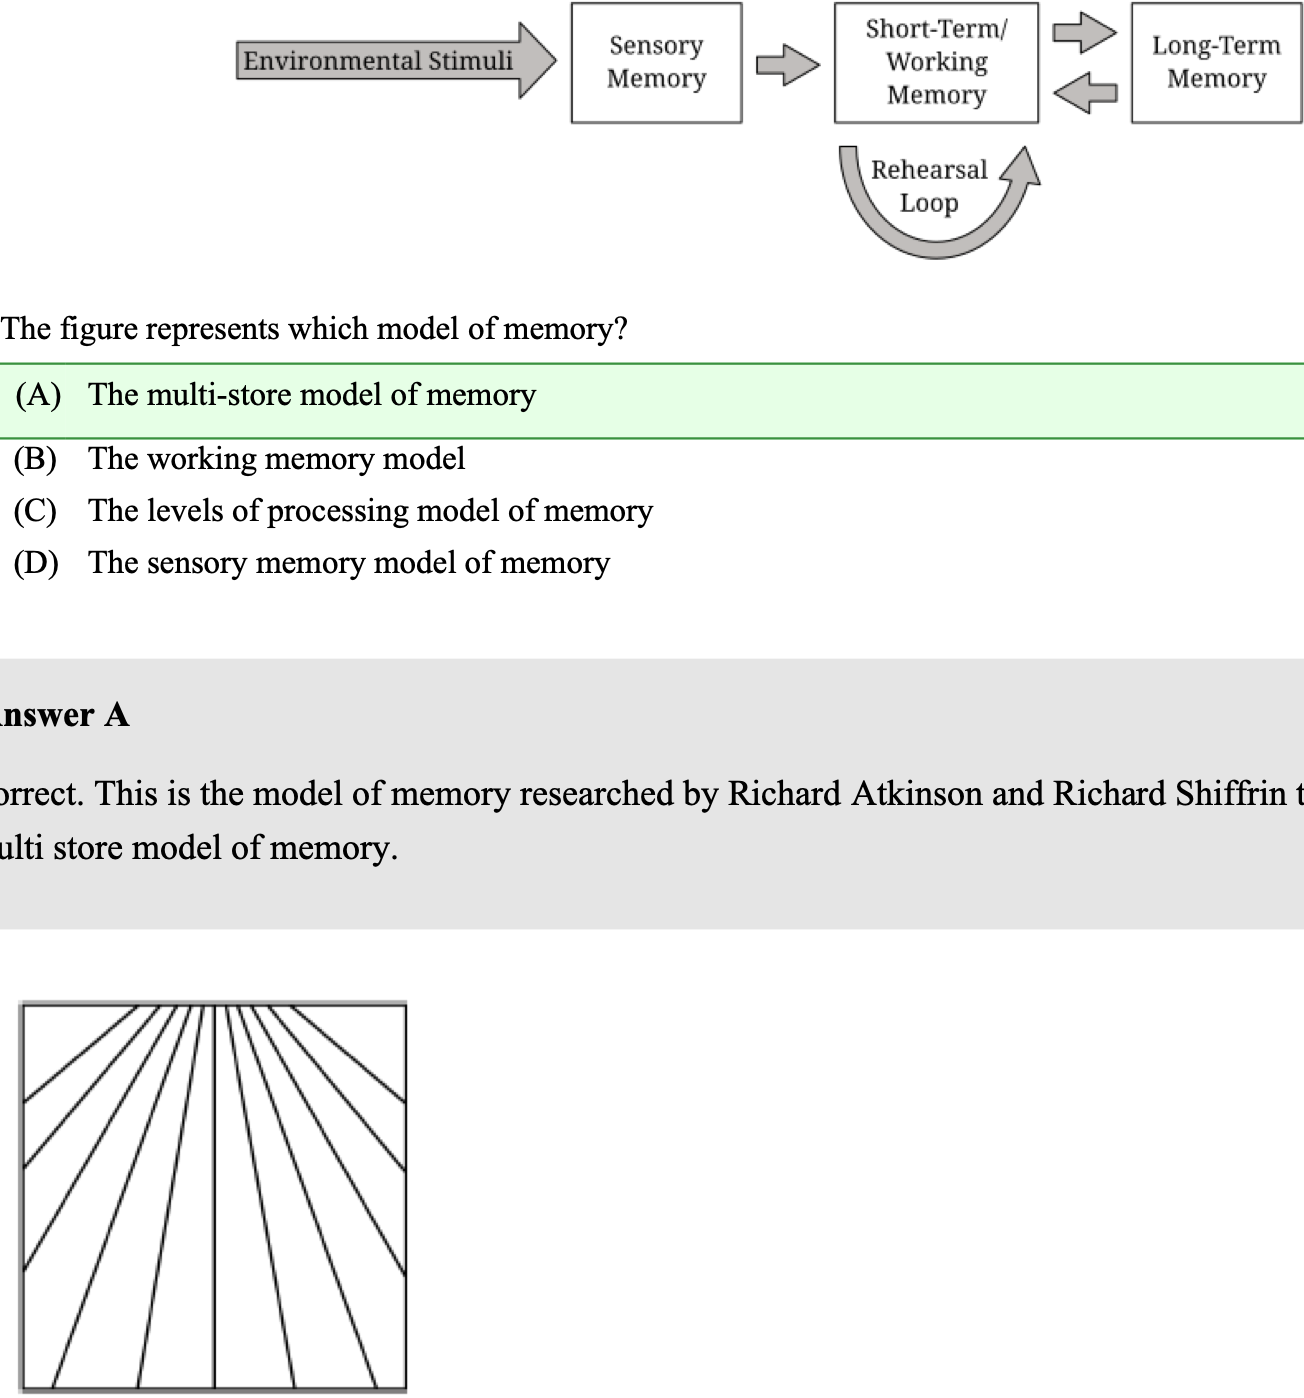 Environmental Stimuli
Sensory
Memory
Short-Term/
Working
Memory
Long-Term
Memory
Rehearsal
Loop
The figure represents which model of memory?
(A) The multi-store model of memory
(B) The working memory model
(C) The levels of processing model of memory
(D) The sensory memory model of memory
nswer A
orrect. This is the model of memory researched by Richard Atkinson and Richard Shiffrin t
ulti store model of memory.